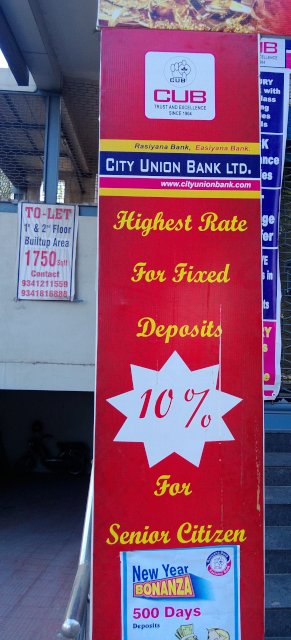 CUB
CUB
TRUST AND EXCELLENCE
SINCE 1904
Rasiyana Bank, Easiyana Bank.
CITY UNION BANK LTD.
www.cityunionbank.com
Highest Rate
For Fixed
Deposits
10 %
For
Senior Citizen
New Year
BONANZA
500 Days
Deposits
TO-LET
1st & 2nd Floor
Builtup Area
1750 Sqft
Contact
9341211559
9341816888